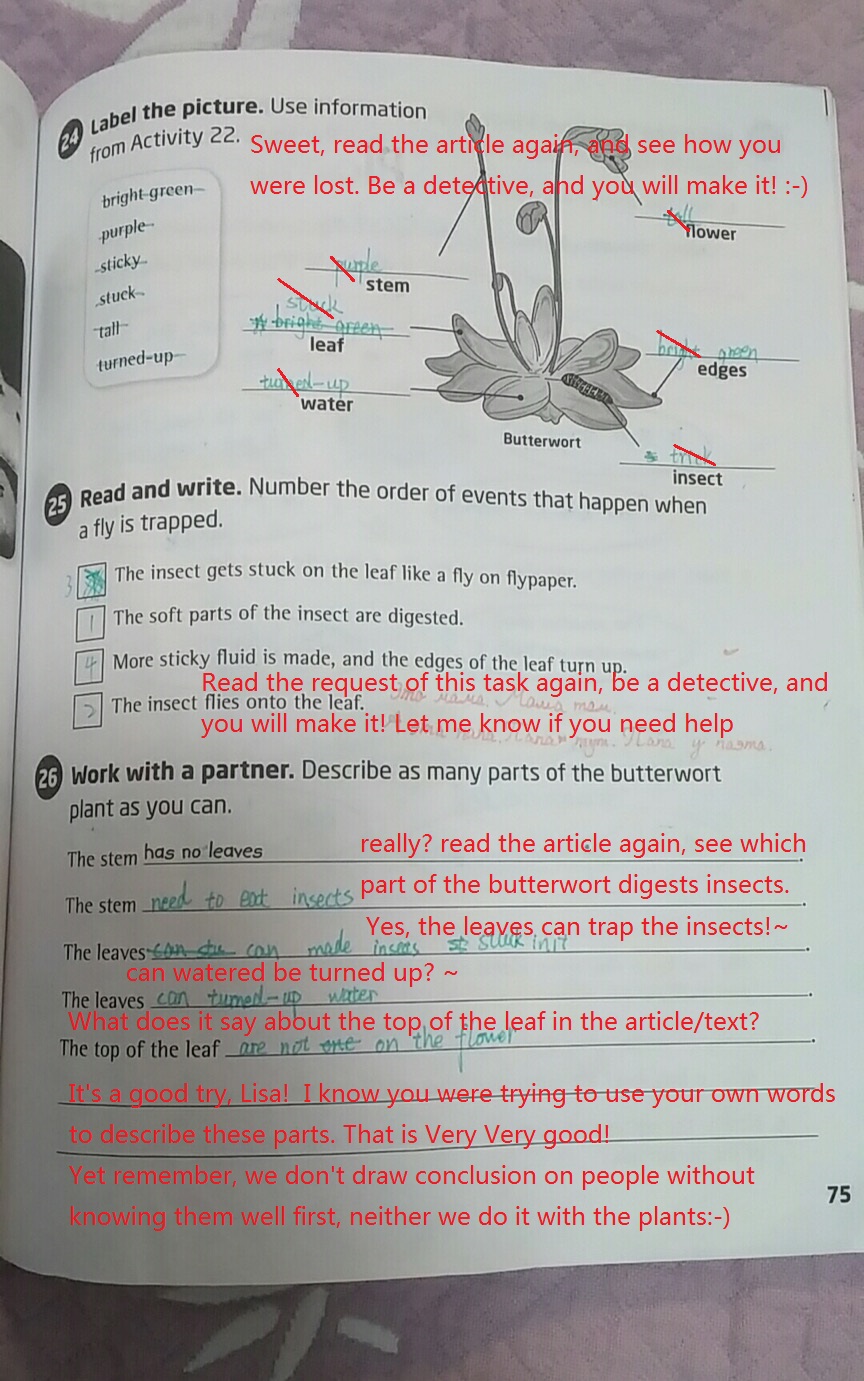 24 Label the picture. Use information
from Activity 22.
Sweet, read the article again, and see how you
were lost. Be a detective, and you will make it! :-)
bright green
purple
sticky
stuck
tall
turned-up
tall
flower
purple
stem
stuck
bright green
leaf
bright green
edges
turned-up
water
Butterwort
trick
insect
25 Read and write. Number the order of events that happen when
a fly is trapped.
3 The insect gets stuck on the leaf like a fly on flypaper.
1 The soft parts of the insect are digested.
4 More sticky fluid is made, and the edges of the leaf turn up.
2 The insect flies onto the leaf.
Read the request of this task again, be a detective, and
you will make it! Let me know if you need help
Это мама. Мама там.
Папа тут. Папа у
26 Work with a partner. Describe as many parts of the butterwort
plant as you can.
The stem has no leaves.
really? read the article again, see which
part of the butterwort digests insects.
The stem need to eat insects.
Yes, the leaves can trap the insects!~
The leaves can stu can made insects st stuck in it.
can watered be turned up? ~
The leaves can turned-up water.
What does it say about the top of the leaf in the article/text?
The top of the leaf are not one on the flower.
It's a good try, Lisa! I know you were trying to use your own words
to describe these parts. That is Very Very good!
Yet remember, we don't draw conclusion on people without
knowing them well first, neither we do it with the plants:-)
75